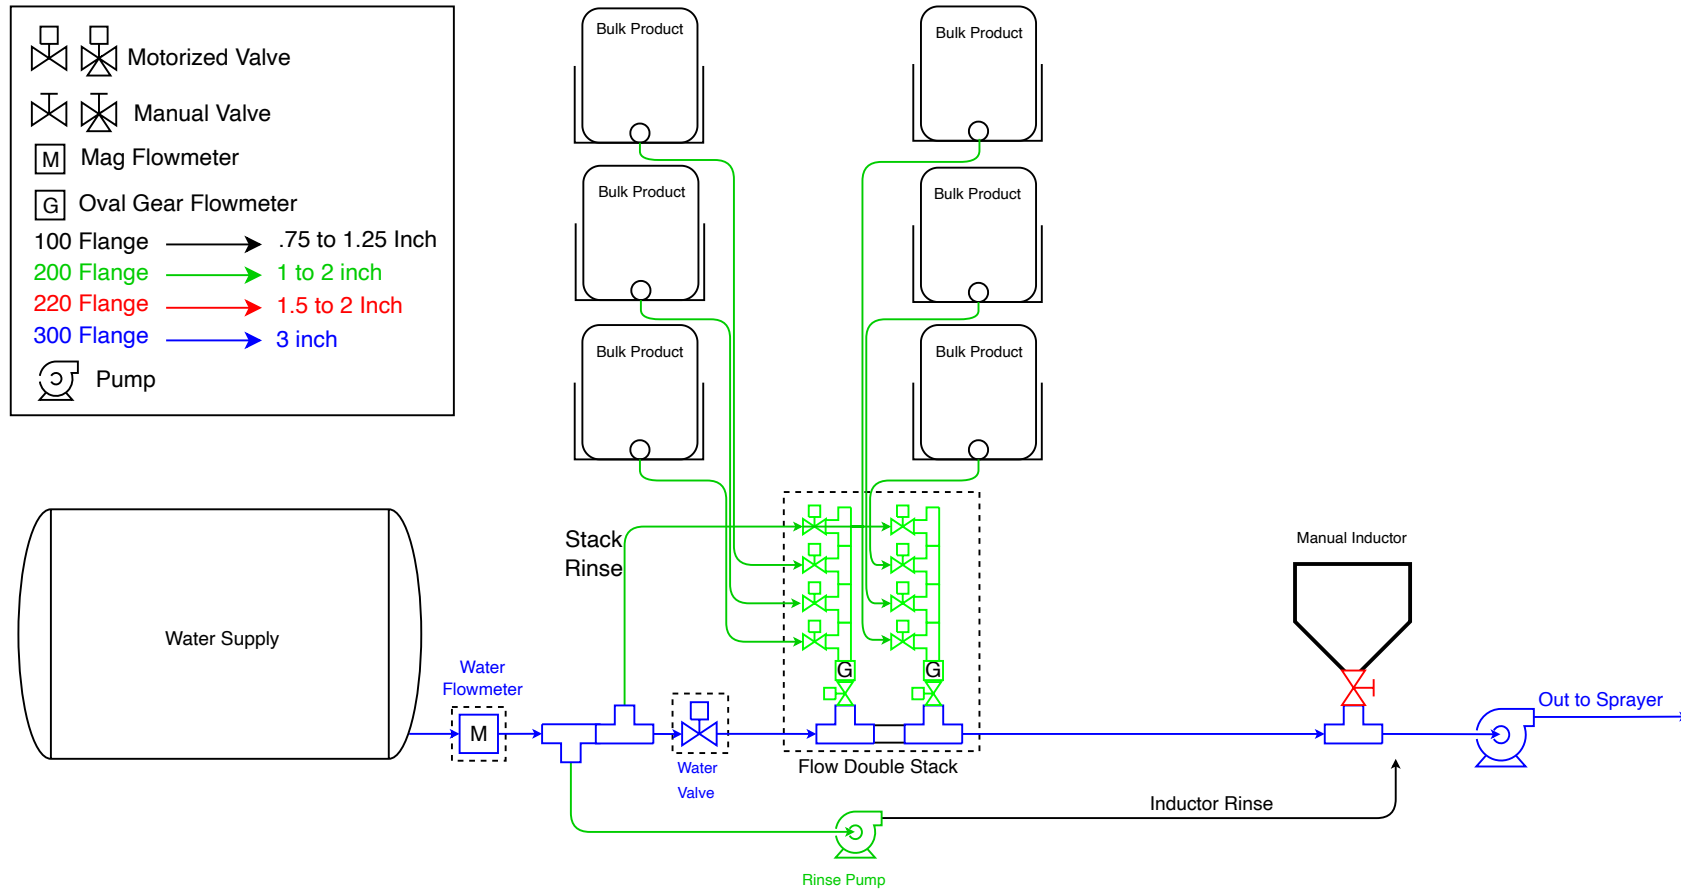 Motorized Valve
Manual Valve
M Mag Flowmeter
G Oval Gear Flowmeter
100 Flange .75 to 1.25 Inch
200 Flange 1 to 2 inch
220 Flange 1.5 to 2 Inch
300 Flange 3 inch
Pump
Bulk Product
Bulk Product
Bulk Product
Bulk Product
Bulk Product
Bulk Product
Stack
Rinse
Water Supply
Water
Flowmeter
M
Water
Valve
G
G
Flow Double Stack
Manual Inductor
Out to Sprayer
Inductor Rinse
Rinse Pump